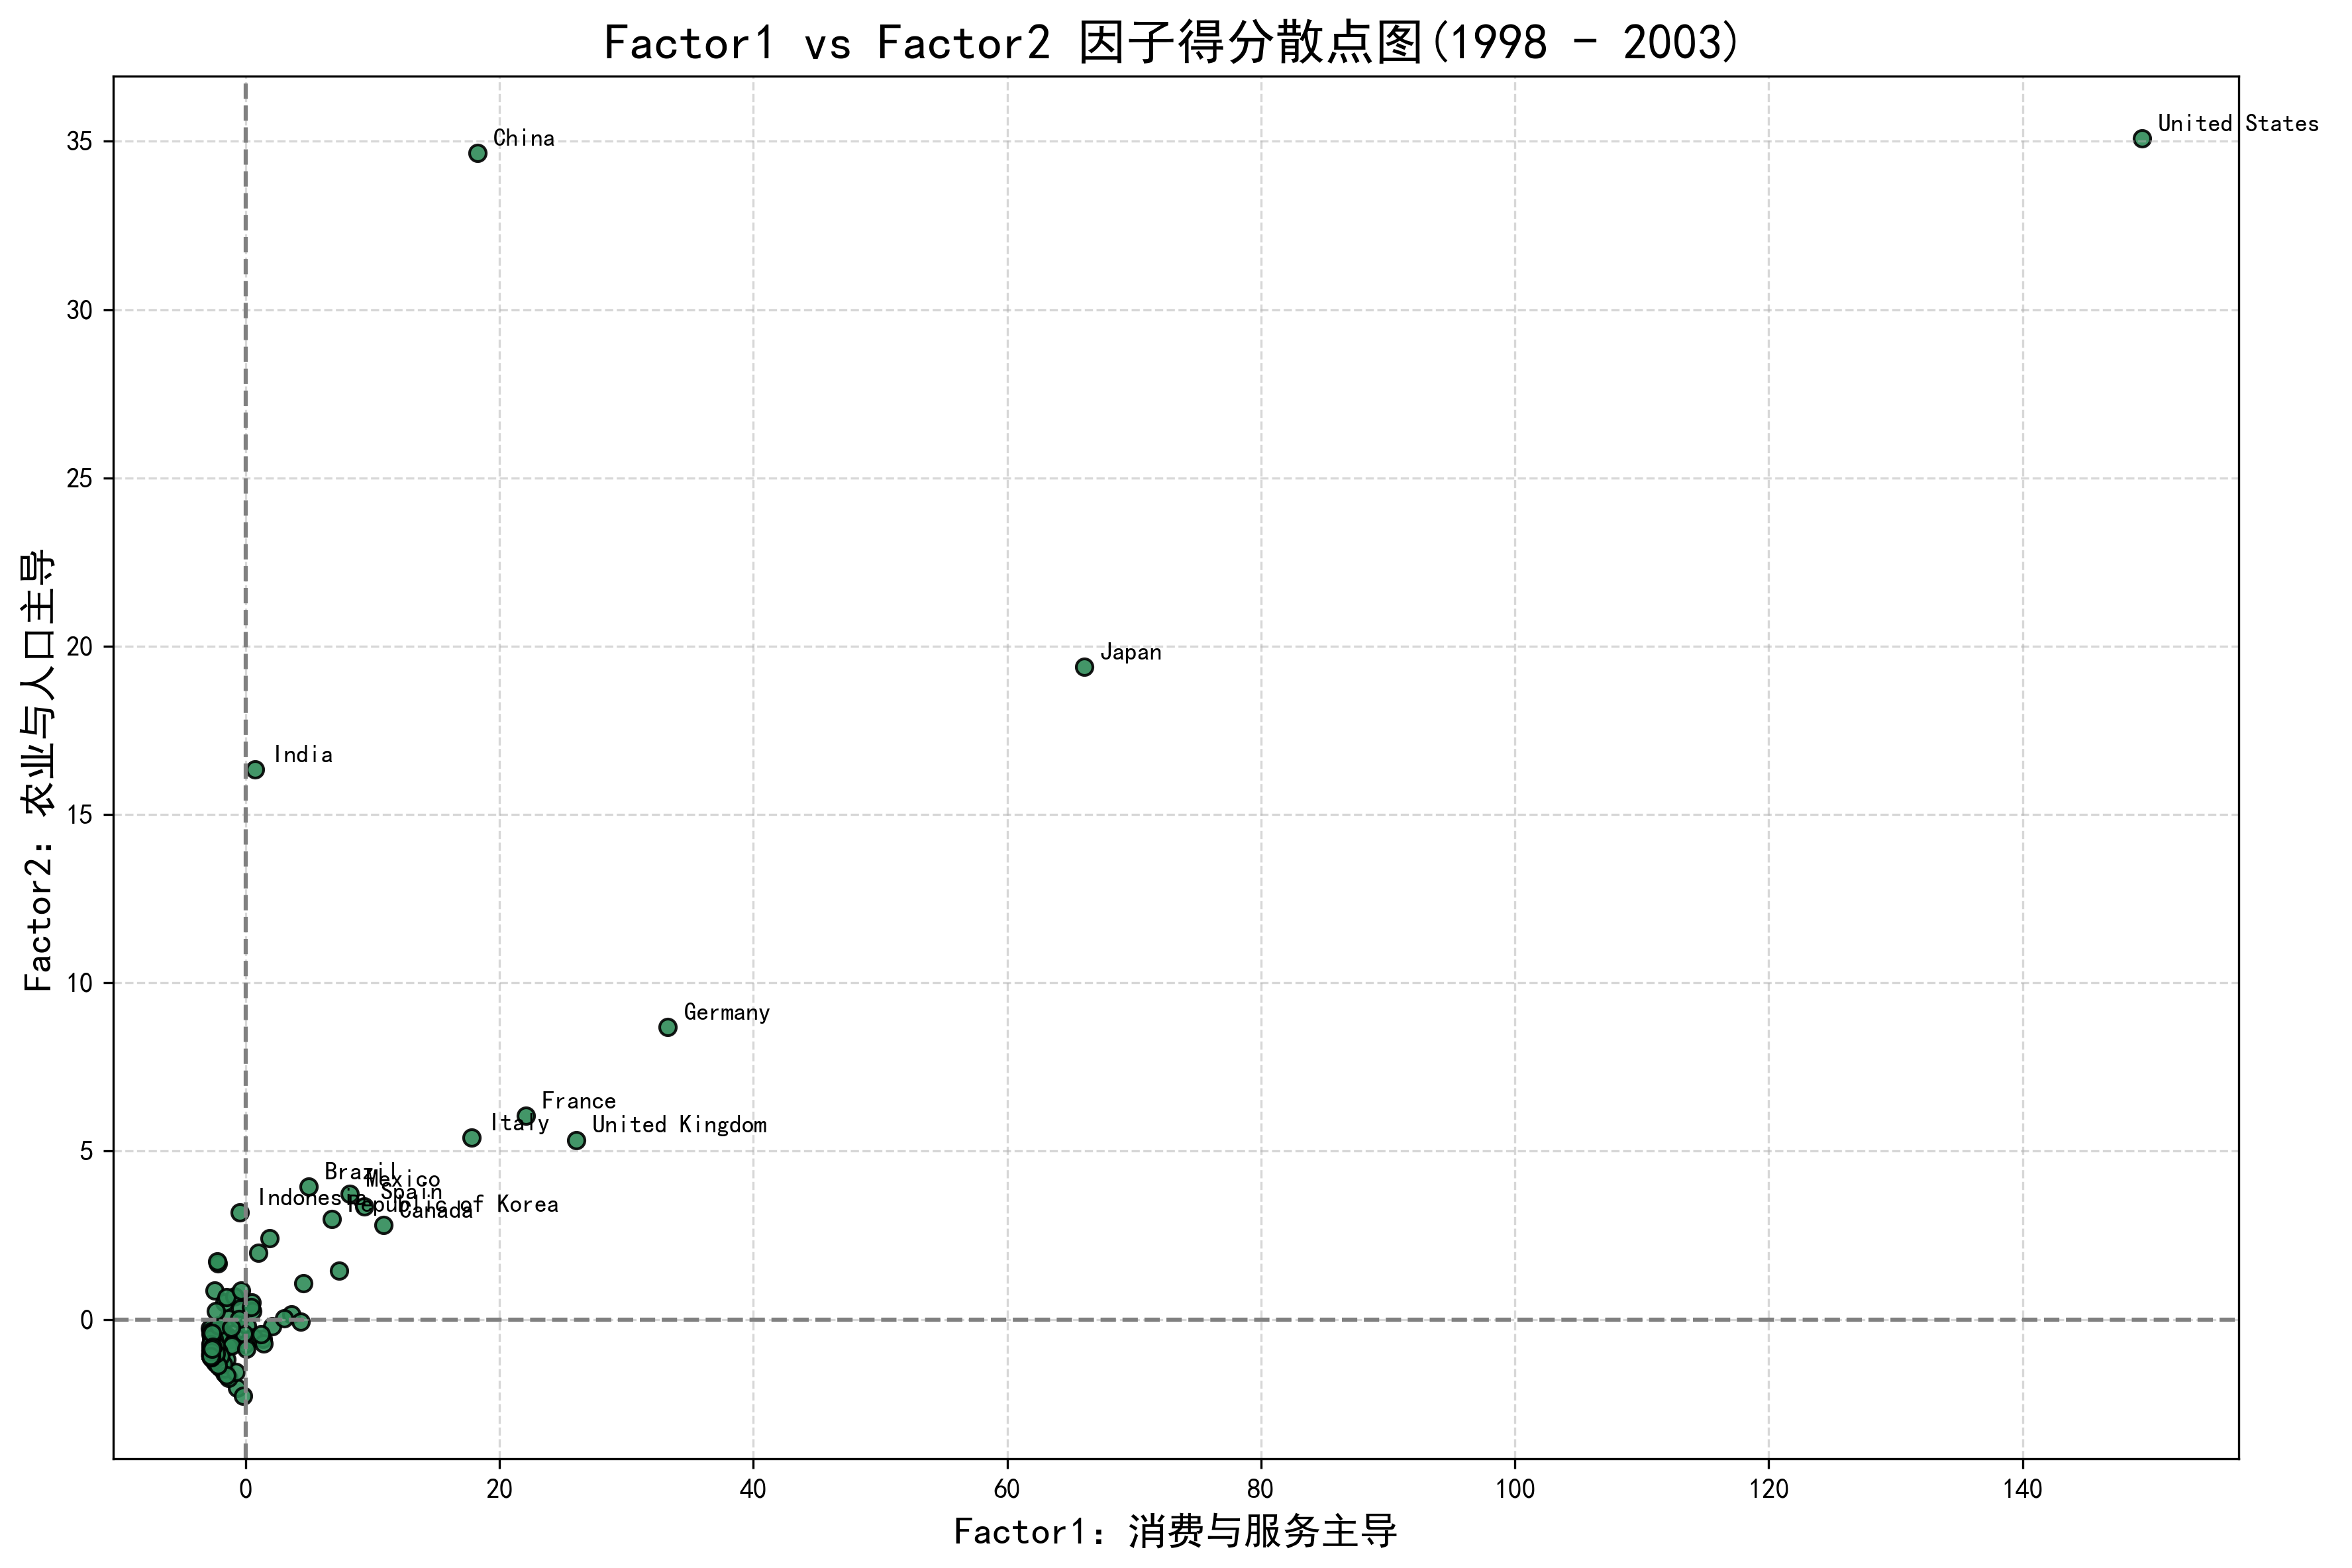 Factor1 vs Factor2 因子得分散点图(1998 - 2003)
35
30
25
20
15
10
5
0
Factor2: 农业与人口主导
China
United States
Japan
India
Germany
France
Italy
United Kingdom
Brazil
Mexico
Spain
Indonesia
Republic of Korea
Canada
0
20
40
60
80
100
120
140
Factor1: 消费与服务主导